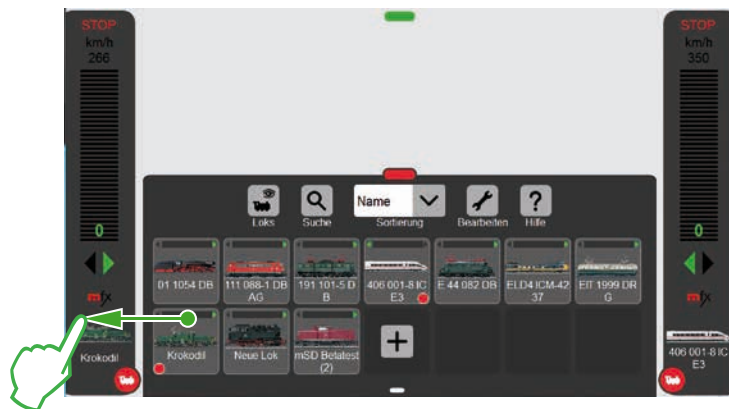 STOP
km/h
266
0
mfx
Krokodil
Name
Loks
Suche
Sortierung
Bearbeiten
Hilfe
01 1054 DB
111 088-1 DB
AG
191 101-5 D
B
406 001-8 IC
E3
E 44 082 DB
ELD4 ICM-42
37
EIT 1999 DR
G
Krokodil
Neue Lok
mSD Betatest
(2)
STOP
km/h
350
0
mfx
406 001-8 IC
E3